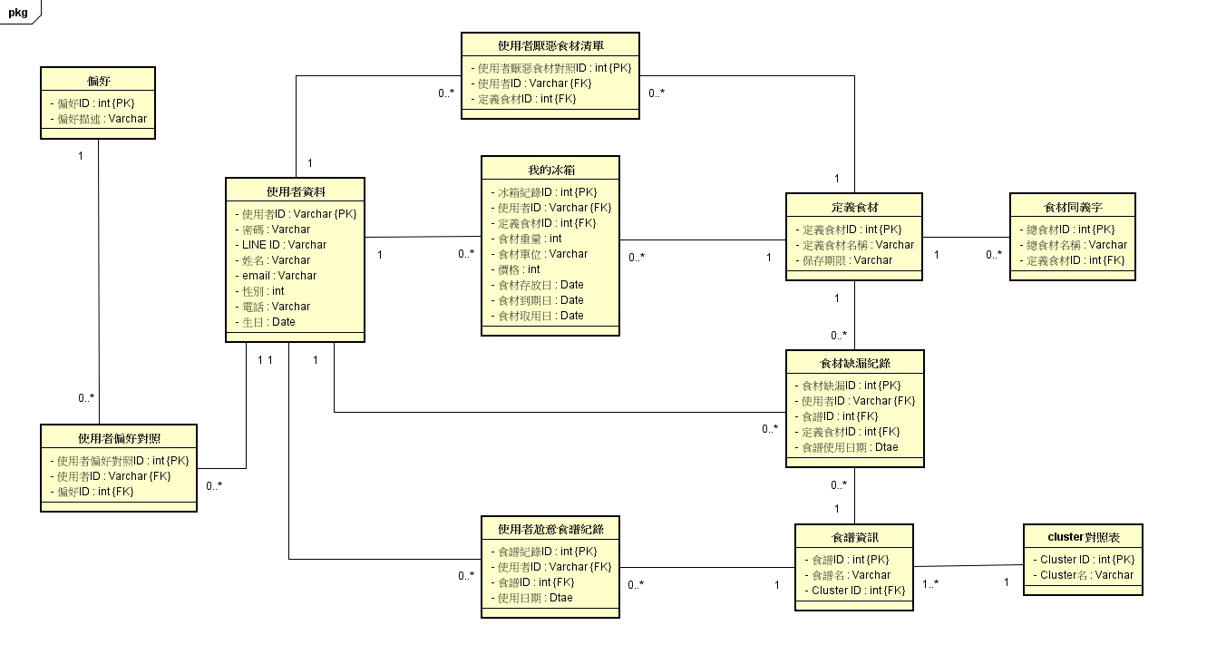 pkg
使用者厭惡食材清單
- 使用者厭惡食材對照ID : int {PK}
- 使用者ID : Varchar {FK}
- 定義食材ID : int {FK}
0..*
0..*
偏好
- 偏好ID : int {PK}
- 偏好描述 : Varchar
1
0..*
1
1
使用者資料
- 使用者ID : Varchar {PK}
- 密碼 : Varchar
- LINE ID : Varchar
- 姓名 : Varchar
- email : Varchar
- 性別 : int
- 電話 : Varchar
- 生日 : Date
1
0..*
我的冰箱
- 冰箱紀錄ID : int {PK}
- 使用者ID : Varchar {FK}
- 定義食材ID : int {FK}
- 食材重量 : int
- 食材單位 : Varchar
- 價格 : int
- 食材存放日 : Date
- 食材到期日 : Date
- 食材取用日 : Date
0..*
1
定義食材
- 定義食材ID : int {PK}
- 定義食材名稱 : Varchar
- 保存期限 : Varchar
1
0..*
食材同義字
- 總食材ID : int {PK}
- 總食材名稱 : Varchar
- 定義食材ID : int {FK}
1
0..*
1 1
1
食材缺漏紀錄
- 食材缺漏ID : int {PK}
- 使用者ID : Varchar {FK}
- 食譜ID : int {FK}
- 定義食材ID : int {FK}
- 食譜使用日期 : Dtae
0..*
0..*
1
使用者偏好對照
- 使用者偏好對照ID : int {PK}
- 使用者ID : Varchar {FK}
- 偏好ID : int {FK}
0..*
使用者尬意食譜紀錄
- 食譜紀錄ID : int {PK}
- 使用者ID : Varchar {FK}
- 食譜ID : int {FK}
- 使用日期 : Dtae
0..*
0..*
1
食譜資訊
- 食譜ID : int {PK}
- 食譜名 : Varchar
- Cluster ID : int {FK}
1..*
1
cluster對照表
- Cluster ID : int {PK}
- Cluster名 : Varchar